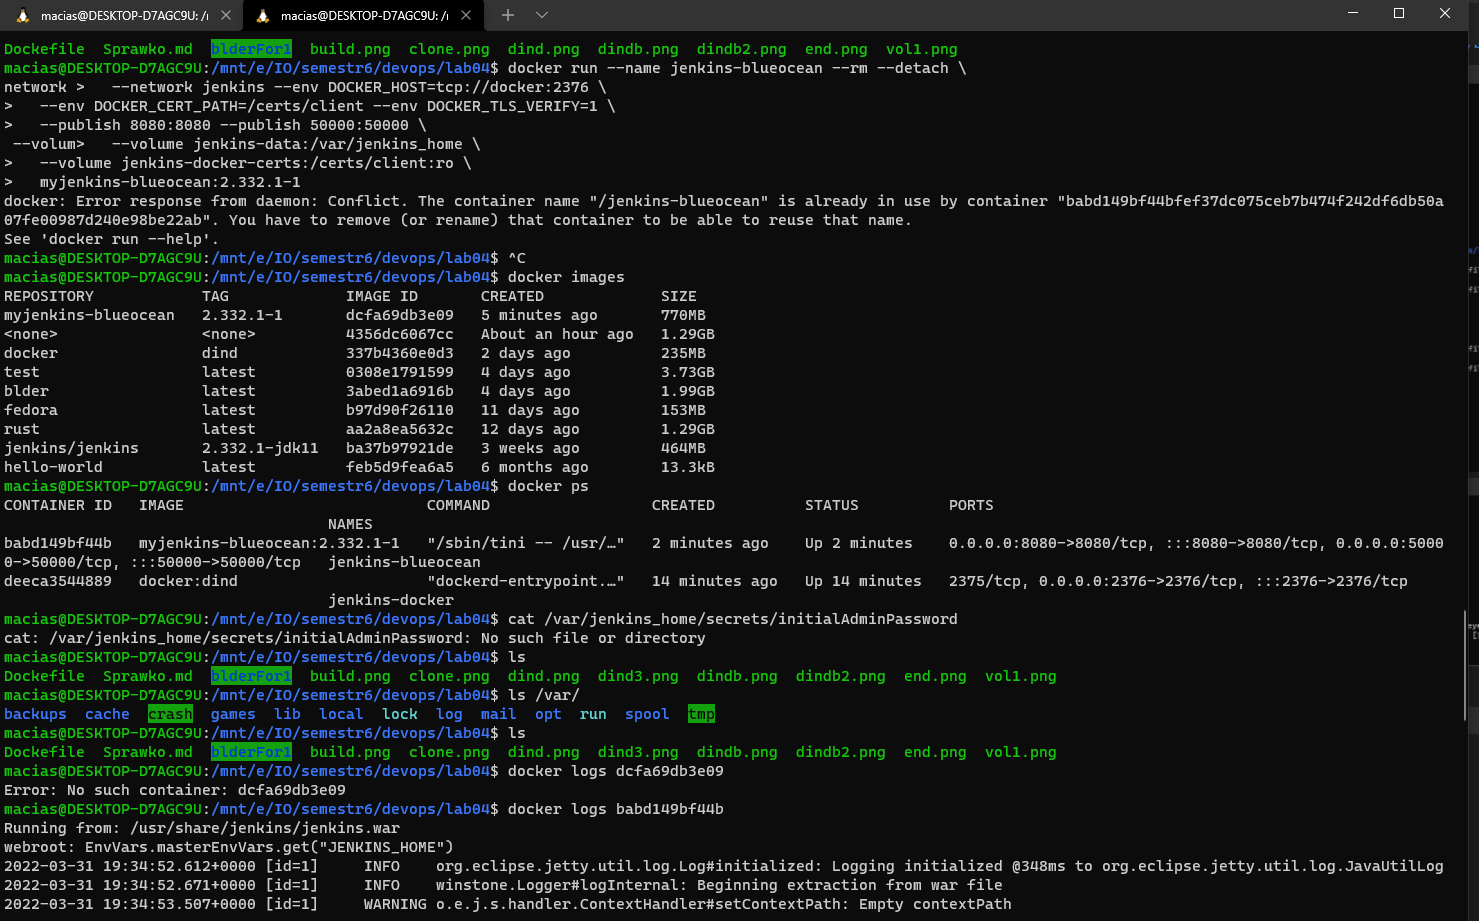 macias@DESKTOP-D7AGC9U: /r
macias@DESKTOP-D7AGC9U: /r
Dockefile  Sprawko.md  blderFor1  build.png  clone.png  dind.png  dindb.png  dindb2.png  end.png  vol1.png
macias@DESKTOP-D7AGC9U:/mnt/e/IO/semestr6/devops/lab04$ docker run --name jenkins-blueocean --rm --detach \
network >   --network jenkins --env DOCKER_HOST=tcp://docker:2376 \
>   --env DOCKER_CERT_PATH=/certs/client --env DOCKER_TLS_VERIFY=1 \
>   --publish 8080:8080 --publish 50000:50000 \
 --volum>   --volume jenkins-data:/var/jenkins_home \
>   --volume jenkins-docker-certs:/certs/client:ro \
>   myjenkins-blueocean:2.332.1-1
docker: Error response from daemon: Conflict. The container name "/jenkins-blueocean" is already in use by container "babd149bf44bfef37dc075ceb7b474f242df6db50a
07fe00987d240e98be22ab". You have to remove (or rename) that container to be able to reuse that name.
See 'docker run --help'.
macias@DESKTOP-D7AGC9U:/mnt/e/IO/semestr6/devops/lab04$ ^C
macias@DESKTOP-D7AGC9U:/mnt/e/IO/semestr6/devops/lab04$ docker images
REPOSITORY            TAG             IMAGE ID       CREATED             SIZE
myjenkins-blueocean   2.332.1-1       dcfa69db3e09   5 minutes ago       770MB
<none>                <none>          4356dc6067cc   About an hour ago   1.29GB
docker                dind            337b4360e0d3   2 days ago          235MB
test                  latest          0308e1791599   4 days ago          3.73GB
blder                 latest          3abed1a6916b   4 days ago          1.99GB
fedora                latest          b97d90f26110   11 days ago         153MB
rust                  latest          aa2a8ea5632c   12 days ago         1.29GB
jenkins/jenkins       2.332.1-jdk11   ba37b97921de   3 weeks ago         464MB
hello-world           latest          feb5d9fea6a5   6 months ago        13.3kB
macias@DESKTOP-D7AGC9U:/mnt/e/IO/semestr6/devops/lab04$ docker ps
CONTAINER ID   IMAGE                           COMMAND                  CREATED          STATUS          PORTS
                                    NAMES
babd149bf44b   myjenkins-blueocean:2.332.1-1   "/sbin/tini -- /usr/…"   2 minutes ago    Up 2 minutes    0.0.0.0:8080->8080/tcp, :::8080->8080/tcp, 0.0.0.0:5000
0->50000/tcp, :::50000->50000/tcp   jenkins-blueocean
deeca3544889   docker:dind                     "dockerd-entrypoint.…"   14 minutes ago   Up 14 minutes   2375/tcp, 0.0.0.0:2376->2376/tcp, :::2376->2376/tcp
                                    jenkins-docker
macias@DESKTOP-D7AGC9U:/mnt/e/IO/semestr6/devops/lab04$ cat /var/jenkins_home/secrets/initialAdminPassword
cat: /var/jenkins_home/secrets/initialAdminPassword: No such file or directory
macias@DESKTOP-D7AGC9U:/mnt/e/IO/semestr6/devops/lab04$ ls
Dockefile  Sprawko.md  blderFor1  build.png  clone.png  dind.png  dind3.png  dindb.png  dindb2.png  end.png  vol1.png
macias@DESKTOP-D7AGC9U:/mnt/e/IO/semestr6/devops/lab04$ ls /var/
backups  cache  crash  games  lib  local  lock  log  mail  opt  run  spool  tmp
macias@DESKTOP-D7AGC9U:/mnt/e/IO/semestr6/devops/lab04$ ls
Dockefile  Sprawko.md  blderFor1  build.png  clone.png  dind.png  dind3.png  dindb.png  dindb2.png  end.png  vol1.png
macias@DESKTOP-D7AGC9U:/mnt/e/IO/semestr6/devops/lab04$ docker logs dcfa69db3e09
Error: No such container: dcfa69db3e09
macias@DESKTOP-D7AGC9U:/mnt/e/IO/semestr6/devops/lab04$ docker logs babd149bf44b
Running from: /usr/share/jenkins/jenkins.war
webroot: EnvVars.masterEnvVars.get("JENKINS_HOME")
2022-03-31 19:34:52.612+0000 [id=1]     INFO    org.eclipse.jetty.util.log.Log#initialized: Logging initialized @348ms to org.eclipse.jetty.util.log.JavaUtilLog
2022-03-31 19:34:52.671+0000 [id=1]     INFO    winstone.Logger#logInternal: Beginning extraction from war file
2022-03-31 19:34:53.507+0000 [id=1]     WARNING o.e.j.s.handler.ContextHandler#setContextPath: Empty contextPath